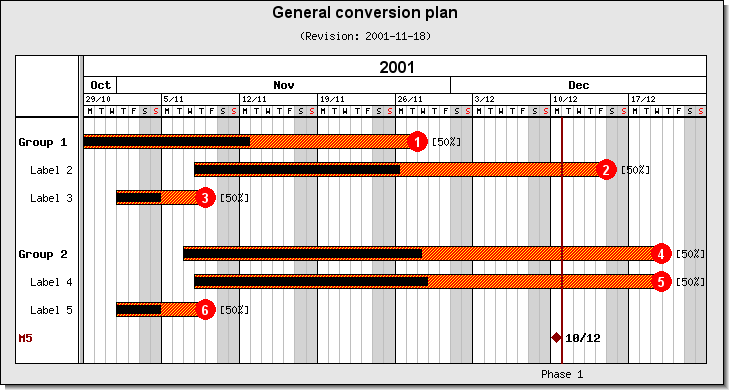 General conversion plan
(Revision: 2001-11-18)
2001
Oct Nov Dec
29/10 5/11 12/11 19/11 26/11 3/12 10/12 17/12
M T W T F S S M T W T F S S M T W T F S S M T W T F S S M T W T F S S M T W T F S S M T W T F S S M T W T F S S
Group 1 1 [50%]
Label 2 2 [50%]
Label 3 3 [50%]
Group 2 4 [50%]
Label 4 5 [50%]
Label 5 6 [50%]
M5 10/12
Phase 1